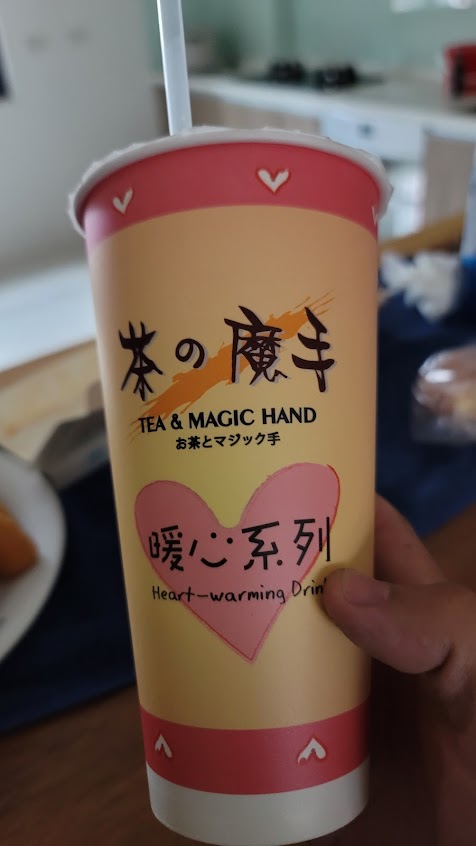 茶の魔手
TEA & MAGIC HAND
お茶とマジック手
暖心系列
Heart-warming